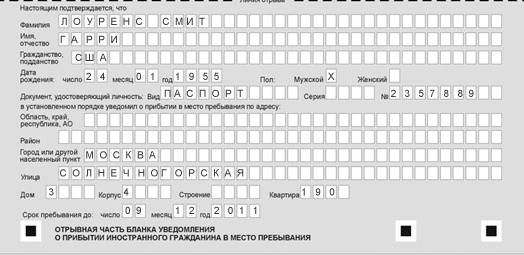 Линия отрыва
Настоящим подтверждается, что
Фамилия ЛОУРЕНС СМИТ
Имя, отчество ГАРРИ
Гражданство, подданство США
Дата рождения: число 24 месяц 01 год 1955 Пол: Мужской X Женский
Документ, удостоверяющий личность: Вид ПАСПОРТ Серия № 2357889
в установленном порядке уведомил о прибытии в место пребывания по адресу:
Область, край, республика, АО
Район
Город или другой населенный пункт МОСКВА
Улица СОЛНЕЧНОГОРСКАЯ
Дом 3 Корпус 4 Строение Квартира 190
Срок пребывания до: число 09 месяц 12 год 2011
ОТРЫВНАЯ ЧАСТЬ БЛАНКА УВЕДОМЛЕНИЯ
О ПРИБЫТИИ ИНОСТРАННОГО ГРАЖДАНИНА В МЕСТО ПРЕБЫВАНИЯ